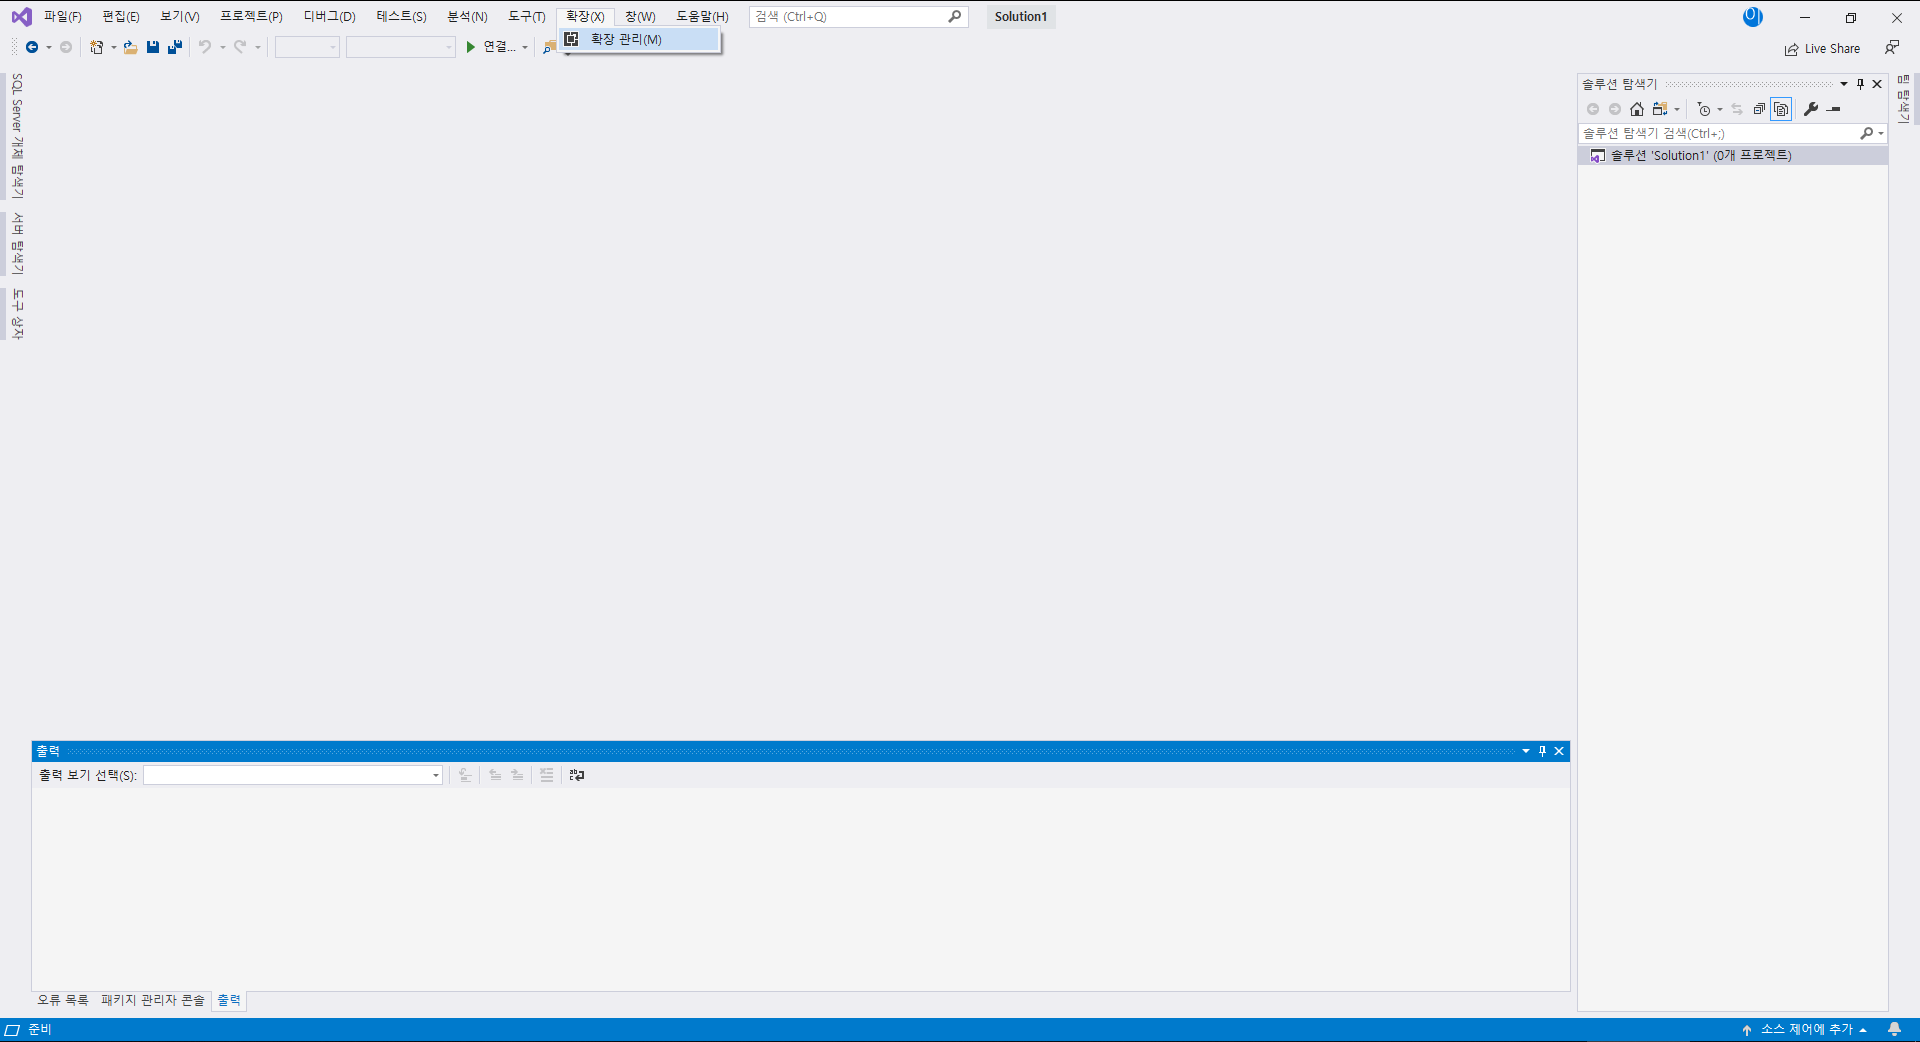 파일(F) 편집(E) 보기(V) 프로젝트(P) 디버그(D) 테스트(S) 분석(N) 도구(T) 확장(X) 창(W) 도움말(H) 검색 (Ctrl+Q) Solution1 OJ
확장 관리(M)
연결... Live Share
SQL Server 개체 탐색기
서버 탐색기
도구 상자
솔루션 탐색기
솔루션 탐색기 검색(Ctrl+;)
솔루션 'Solution1' (0개 프로젝트)
팀 탐색기
출력
출력 보기 선택(S):
오류 목록 패키지 관리자 콘솔 출력
준비 소스 제어에 추가